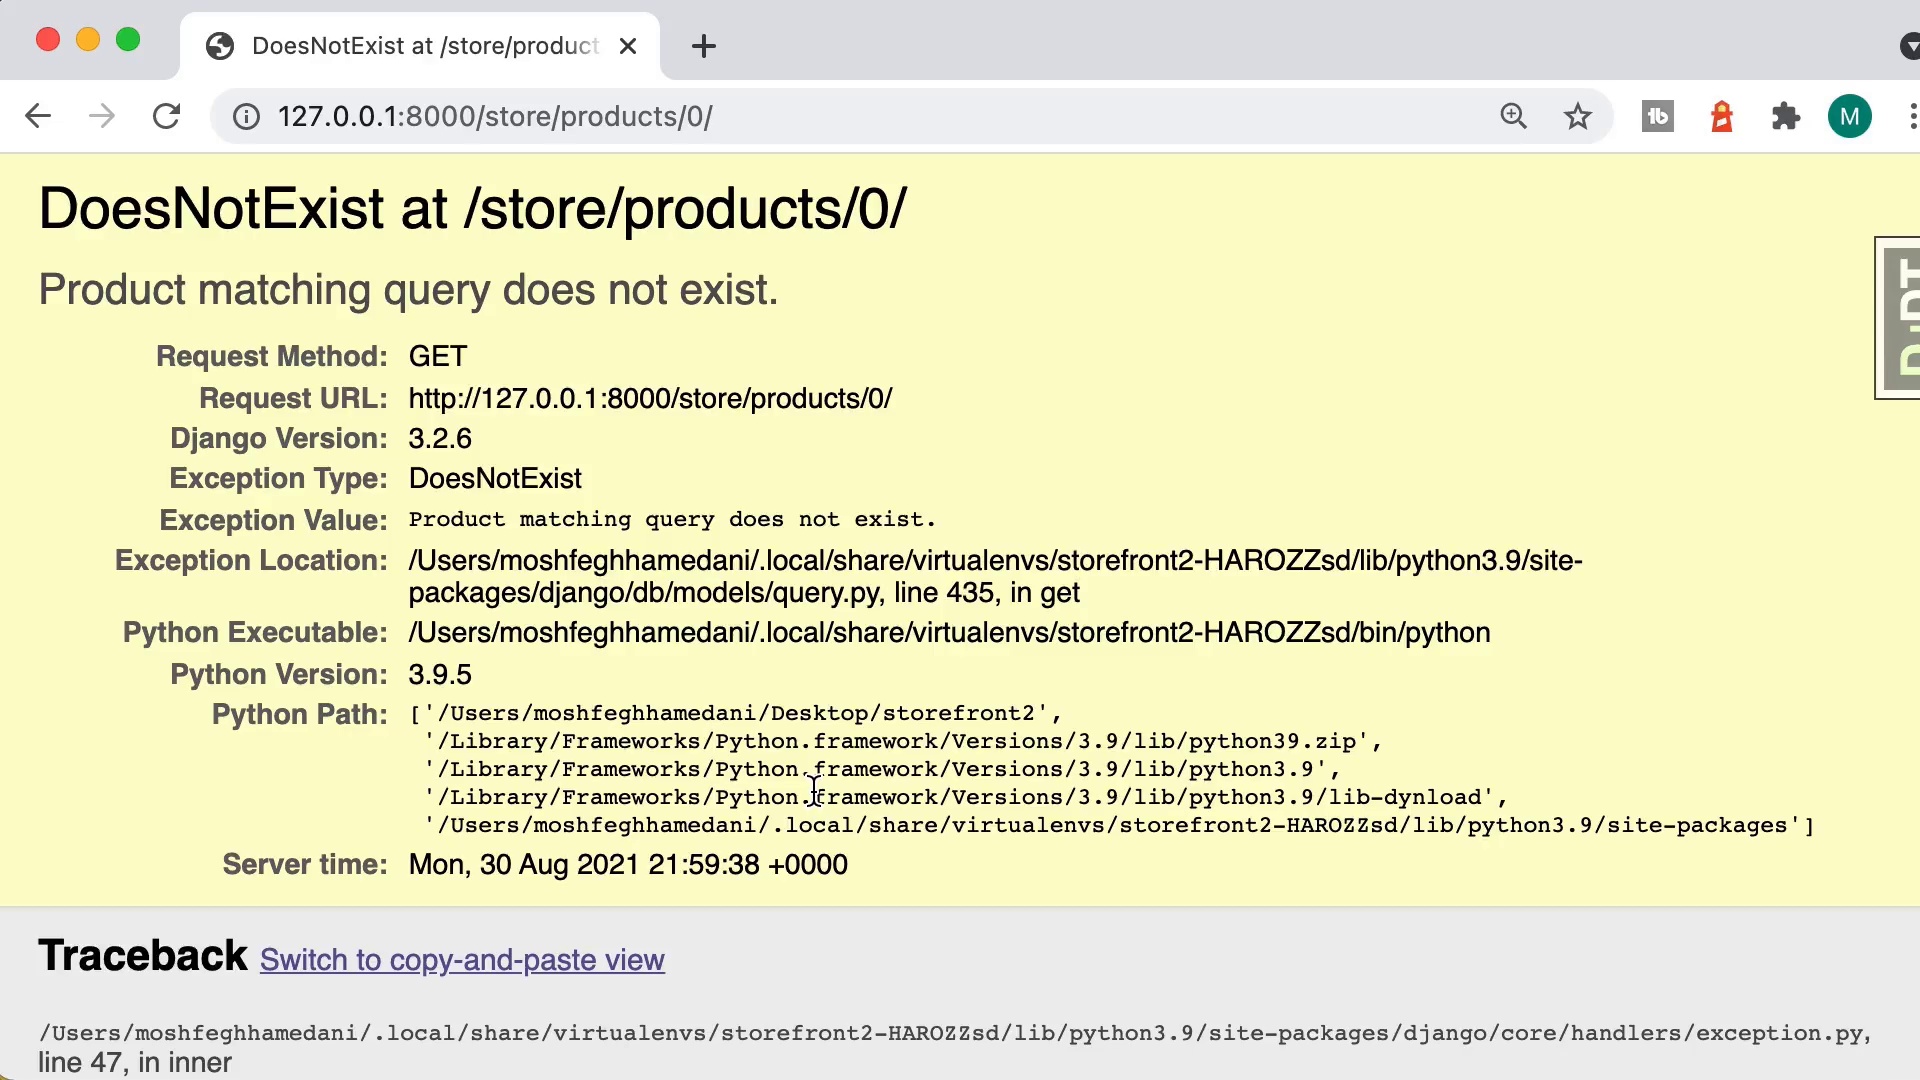 DoesNotExist at /store/product
127.0.0.1:8000/store/products/0/
M
DoesNotExist at /store/products/0/
Product matching query does not exist.
Request Method: GET
Request URL: http://127.0.0.1:8000/store/products/0/
Django Version: 3.2.6
Exception Type: DoesNotExist
Exception Value: Product matching query does not exist.
Exception Location: /Users/moshfeghhamedani/.local/share/virtualenvs/storefront2-HAROZZsd/lib/python3.9/site-
packages/django/db/models/query.py, line 435, in get
Python Executable: /Users/moshfeghhamedani/.local/share/virtualenvs/storefront2-HAROZZsd/bin/python
Python Version: 3.9.5
Python Path: ['/Users/moshfeghhamedani/Desktop/storefront2',
'/Library/Frameworks/Python.framework/Versions/3.9/lib/python39.zip',
'/Library/Frameworks/Python.framework/Versions/3.9/lib/python3.9',
'/Library/Frameworks/Python.framework/Versions/3.9/lib/python3.9/lib-dynload',
'/Users/moshfeghhamedani/.local/share/virtualenvs/storefront2-HAROZZsd/lib/python3.9/site-packages']
Server time: Mon, 30 Aug 2021 21:59:38 +0000
Traceback Switch to copy-and-paste view
/Users/moshfeghhamedani/.local/share/virtualenvs/storefront2-HAROZZsd/lib/python3.9/site-packages/django/core/handlers/exception.py,
line 47, in inner